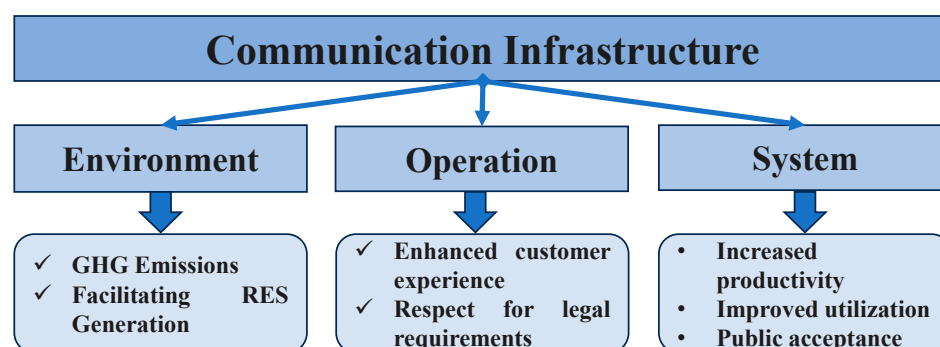 Communication Infrastructure
Environment
Operation
System
✓ GHG Emissions
✓ Facilitating RES
Generation
✓ Enhanced customer
experience
✓ Respect for legal
requirements
• Increased
productivity
• Improved utilization
• Public acceptance